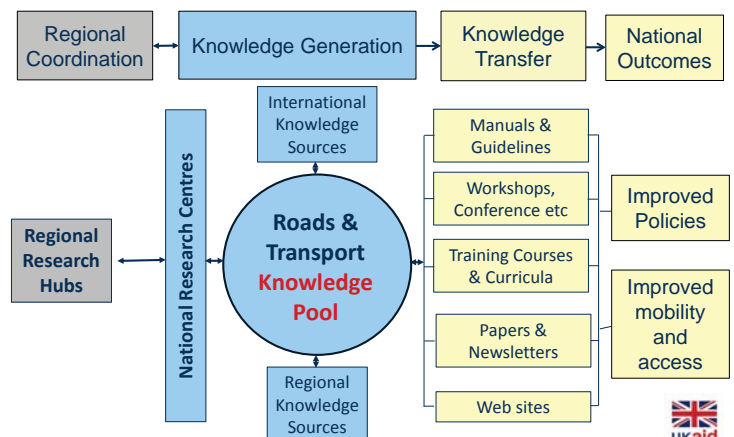 Regional
Coordination
Knowledge Generation
Knowledge
Transfer
National
Outcomes
International
Knowledge
Sources
National Research Centres
Regional
Research
Hubs
Roads &
Transport
Knowledge
Pool
Regional
Knowledge
Sources
Manuals &
Guidelines
Workshops,
Conference etc
Training Courses
& Curricula
Papers &
Newsletters
Web sites
Improved
Policies
Improved
mobility
and
access
ukaid